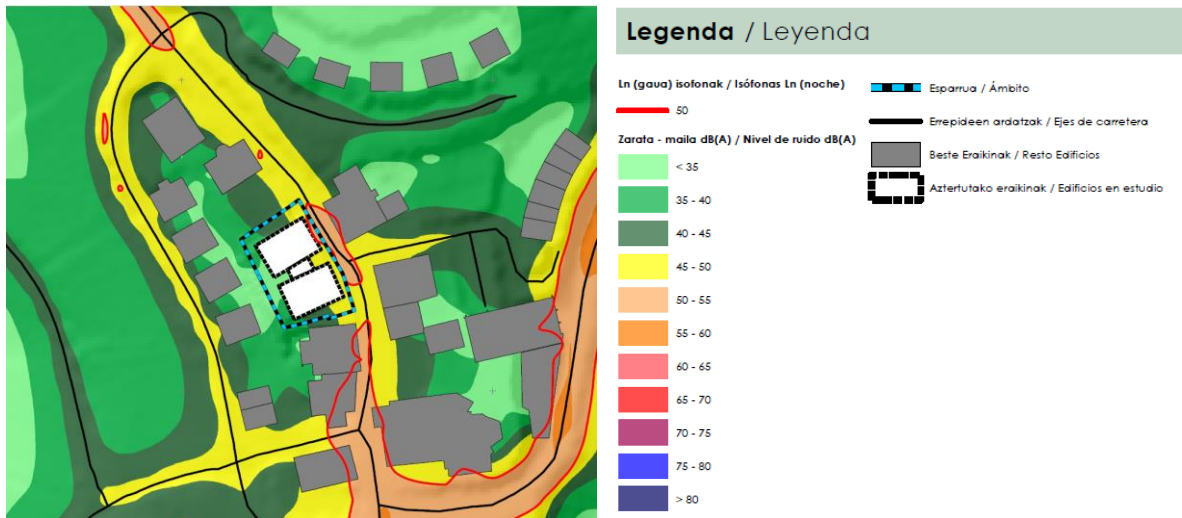 Legenda / Leyenda
Ln (gaua) isofonak / Isófonas Ln (noche)
50
Zarata - maila dB(A) / Nivel de ruido dB(A)
< 35
35 - 40
40 - 45
45 - 50
50 - 55
55 - 60
60 - 65
65 - 70
70 - 75
75 - 80
> 80
Esparrua / Ámbito
Errepideen ardatzak / Ejes de carretera
Beste Eraikinak / Resto Edificios
Aztertutako eraikinak / Edificios en estudio